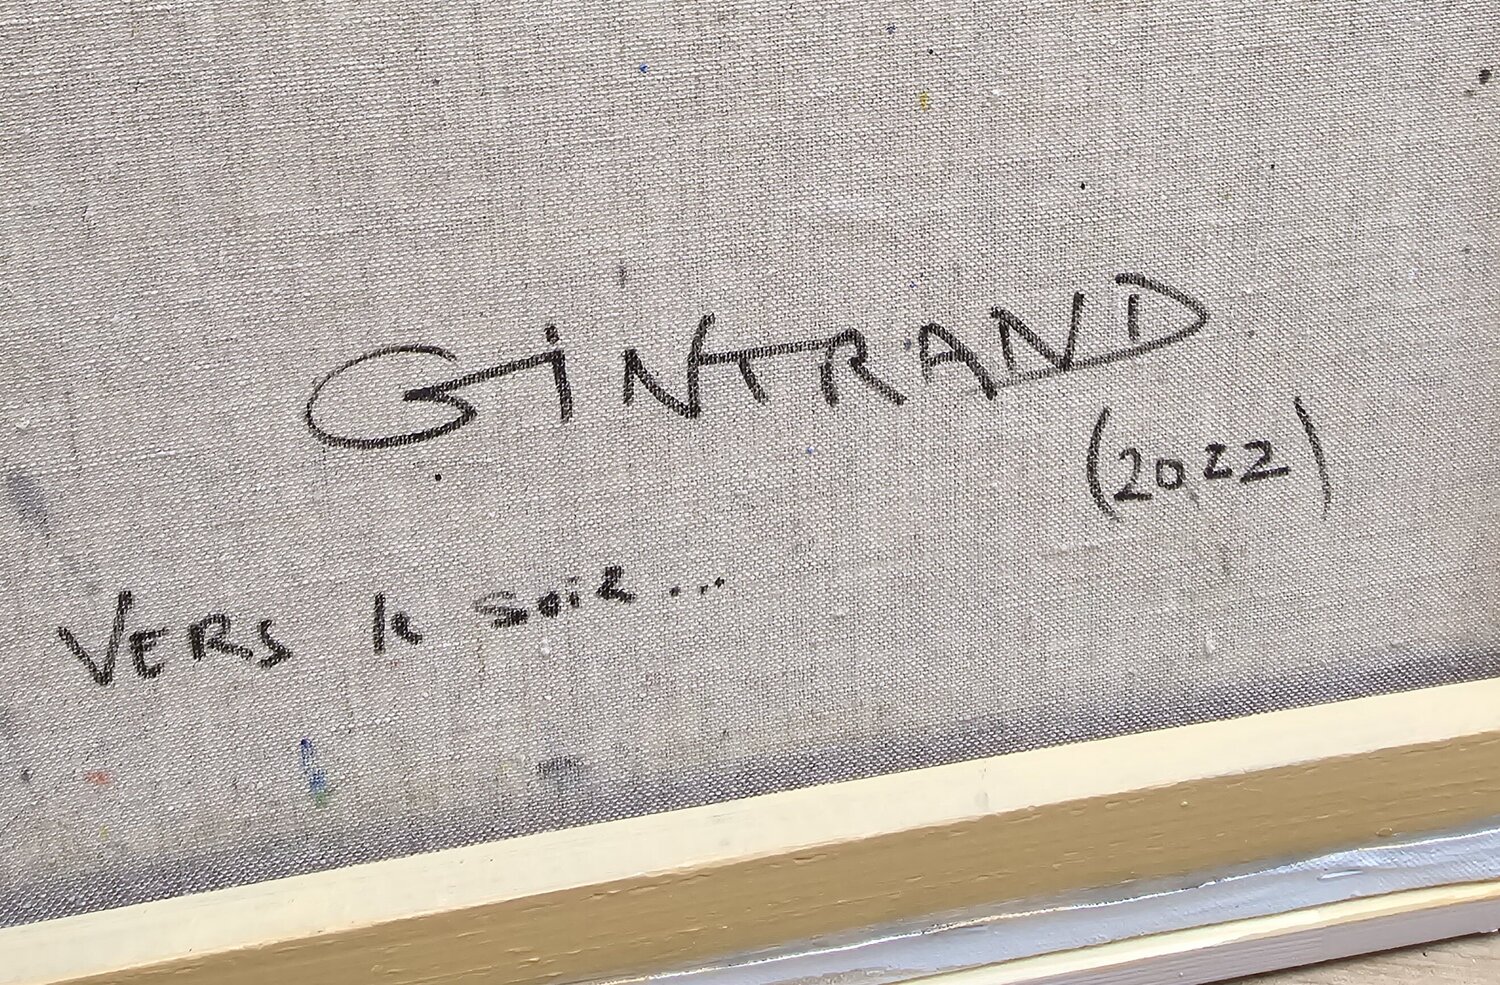 GINTRAND
(2022)
VERS le soir...